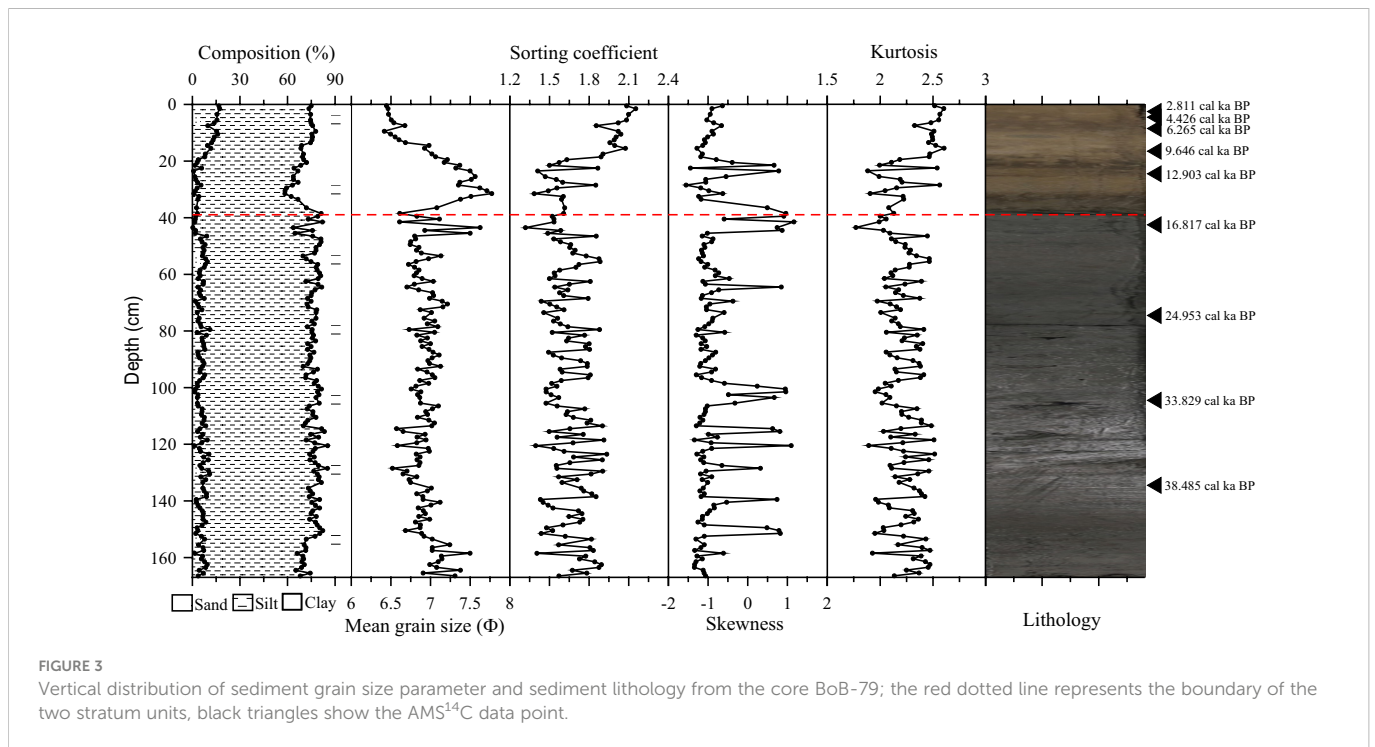 Composition (%)
Sorting coefficient
Kurtosis
0 30 60 90
1.2 1.5 1.8 2.1 2.4
1.5 2 2.5 3
0
20
40
60
80
100
120
140
160
Depth (cm)
2.811 cal ka BP
4.426 cal ka BP
6.265 cal ka BP
9.646 cal ka BP
12.903 cal ka BP
16.817 cal ka BP
24.953 cal ka BP
33.829 cal ka BP
38.485 cal ka BP
Sand Silt Clay
6 6.5 7 7.5 8
-2 -1 0 1 2
Mean grain size (Φ)
Skewness
Lithology
FIGURE 3
Vertical distribution of sediment grain size parameter and sediment lithology from the core BoB-79; the red dotted line represents the boundary of the
two stratum units, black triangles show the AMS¹⁴C data point.